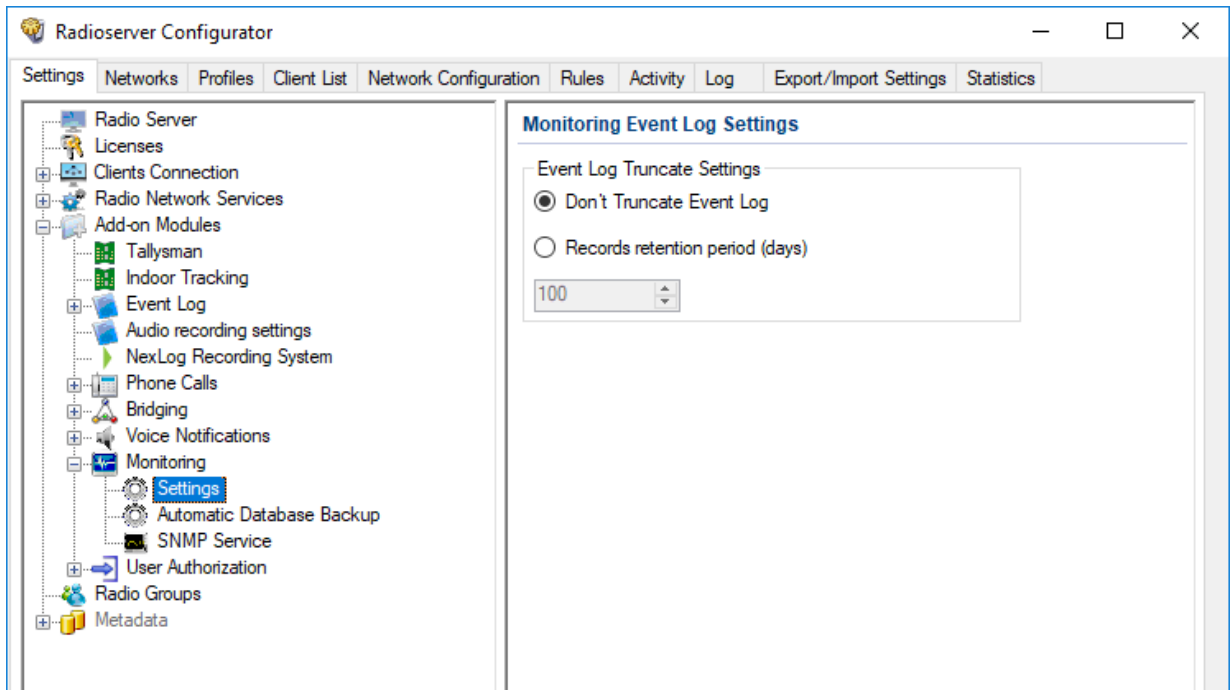 Radioserver Configurator
Settings Networks Profiles Client List Network Configuration Rules Activity Log Export/Import Settings Statistics
Radio Server
Licenses
Clients Connection
Radio Network Services
Add-on Modules
Tallysman
Indoor Tracking
Event Log
Audio recording settings
NexLog Recording System
Phone Calls
Bridging
Voice Notifications
Monitoring
Settings
Automatic Database Backup
SNMP Service
User Authorization
Radio Groups
Metadata
Monitoring Event Log Settings
Event Log Truncate Settings
Don't Truncate Event Log
Records retention period (days)
100